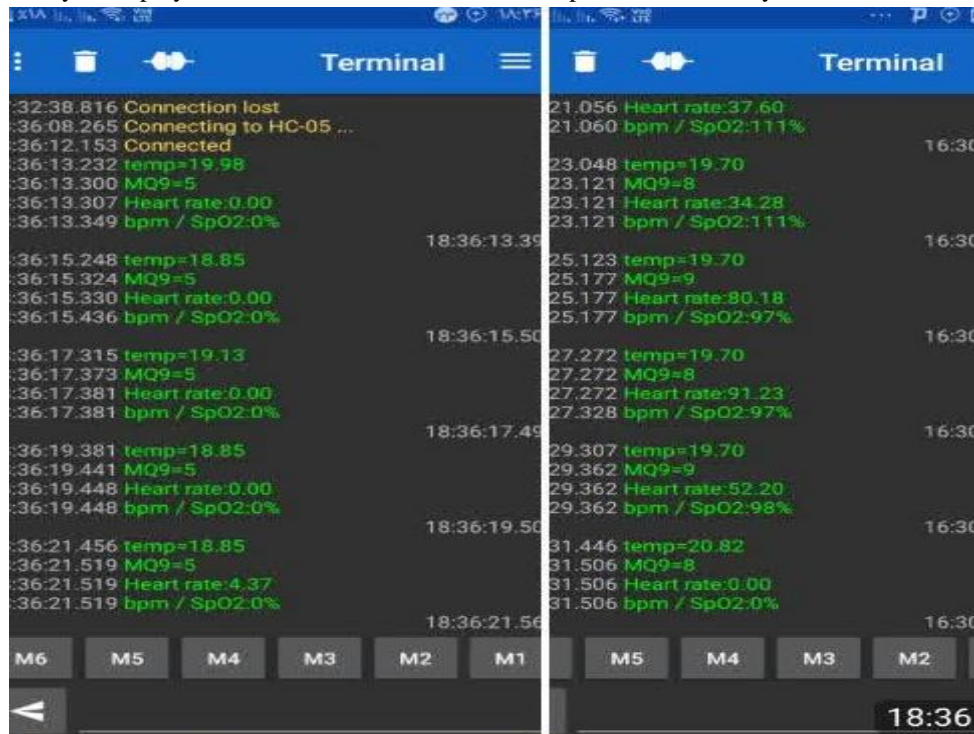 Terminal
:32:38.816 Connection lost
:36:08.265 Connecting to HC-05 ...
:36:12.153 Connected
:36:13.232 temp=19.98
:36:13.300 MQ9=5
:36:13.307 Heart rate:0.00
:36:13.349 bpm / SpO2:0%
18:36:13.39
:36:15.248 temp=18.85
:36:15.324 MQ9=5
:36:15.330 Heart rate:0.00
:36:15.436 bpm / SpO2:0%
18:36:15.50
:36:17.315 temp=19.13
:36:17.373 MQ9=5
:36:17.381 Heart rate:0.00
:36:17.381 bpm / SpO2:0%
18:36:17.49
:36:19.381 temp=18.85
:36:19.441 MQ9=5
:36:19.448 Heart rate:0.00
:36:19.448 bpm / SpO2:0%
18:36:19.50
:36:21.456 temp=18.85
:36:21.519 MQ9=5
:36:21.519 Heart rate:4.37
:36:21.519 bpm / SpO2:0%
18:36:21.56
M6 M5 M4 M3 M2 M1
Terminal
21.056 Heart rate:37.60
21.060 bpm / SpO2:111%
16:30
23.048 temp=19.70
23.121 MQ9=8
23.121 Heart rate:34.28
23.121 bpm / SpO2:111%
16:30
25.123 temp=19.70
25.177 MQ9=9
25.177 Heart rate:80.18
25.177 bpm / SpO2:97%
16:30
27.272 temp=19.70
27.272 MQ9=8
27.272 Heart rate:91.23
27.328 bpm / SpO2:97%
16:30
29.307 temp=19.70
29.362 MQ9=9
29.362 Heart rate:52.20
29.362 bpm / SpO2:98%
16:30
31.446 temp=20.82
31.506 MQ9=8
31.506 Heart rate:0.00
31.506 bpm / SpO2:0%
16:30
M5 M4 M3 M2
18:36